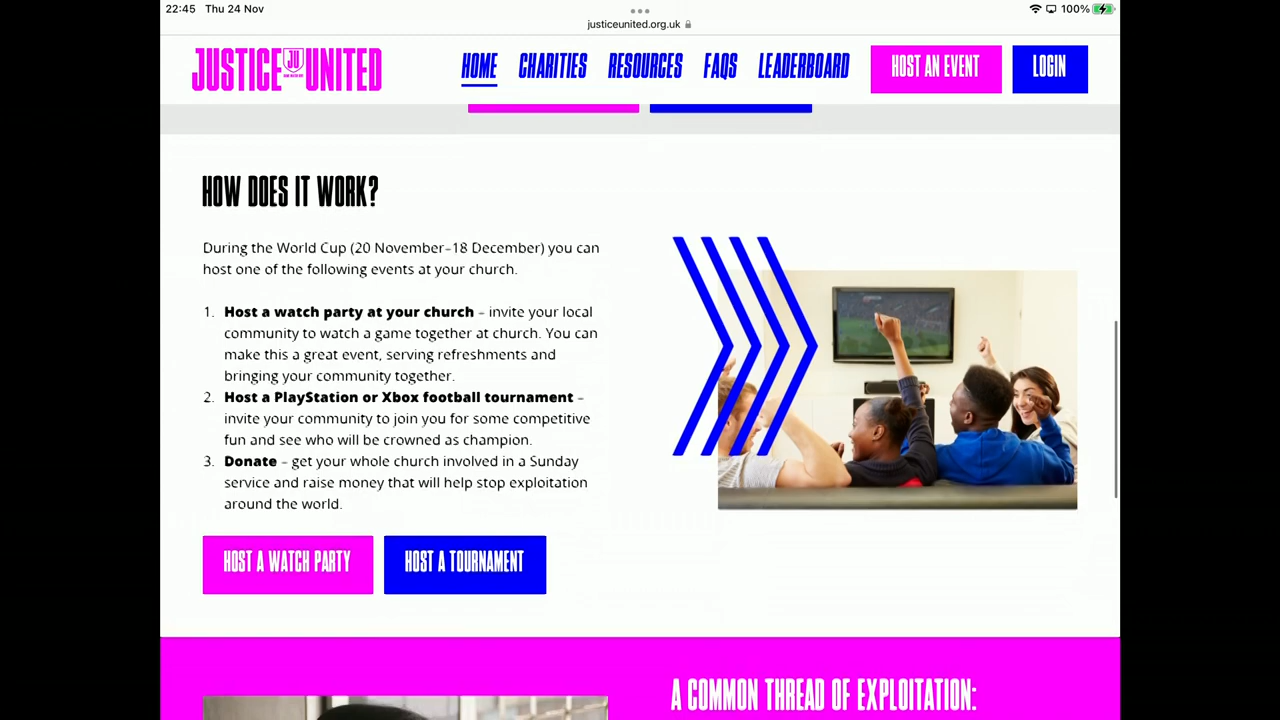 22:45 Thu 24 Nov
100%
justiceunited.org.uk
JUSTICE JU UNITED
HOME CHARITIES RESOURCES FAQS LEADERBOARD HOST AN EVENT LOGIN
HOW DOES IT WORK?
During the World Cup (20 November–18 December) you can
host one of the following events at your church.
1. Host a watch party at your church – invite your local
community to watch a game together at church. You can
make this a great event, serving refreshments and
bringing your community together.
2. Host a PlayStation or Xbox football tournament –
invite your community to join you for some competitive
fun and see who will be crowned as champion.
3. Donate – get your whole church involved in a Sunday
service and raise money that will help stop exploitation
around the world.
HOST A WATCH PARTY HOST A TOURNAMENT
A COMMON THREAD OF EXPLOITATION: